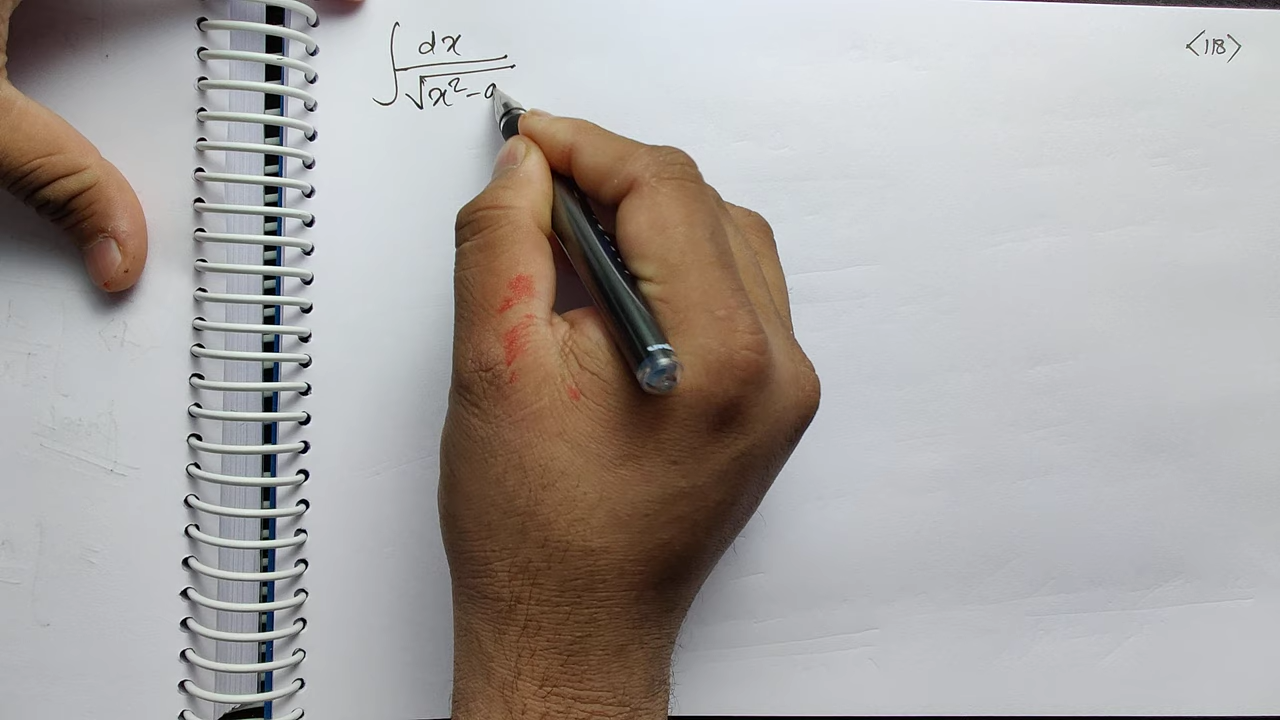 ∫ dx / √x² - a
<118>